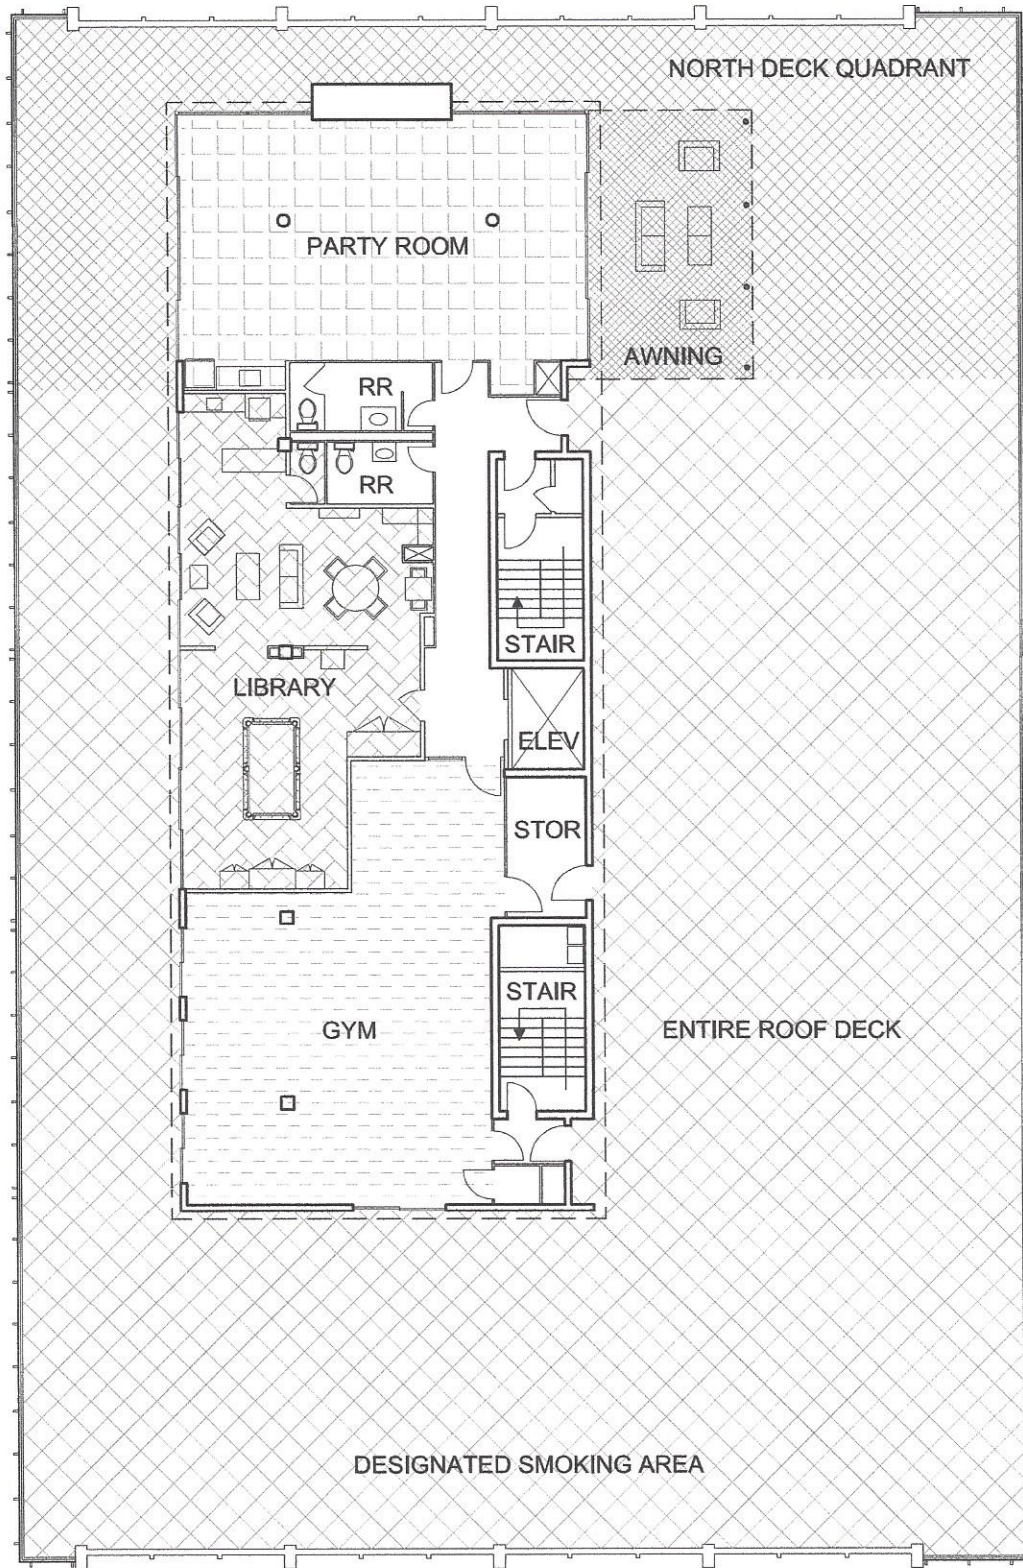 NORTH DECK QUADRANT
PARTY ROOM
AWNING
RR
RR
STAIR
LIBRARY
ELEV
STOR
STAIR
GYM
ENTIRE ROOF DECK
DESIGNATED SMOKING AREA